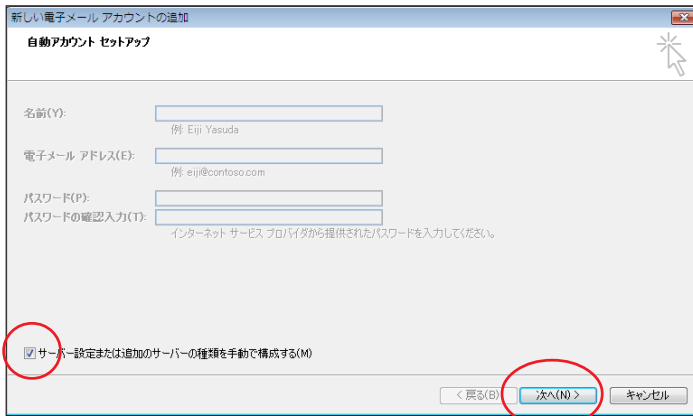 新しい電子メール アカウントの追加
自動アカウント セットアップ
名前(Y):
例: Eiji Yasuda
電子メール アドレス(E):
例: eiji@contoso.com
パスワード(P):
パスワードの確認入力(T):
インターネット サービス プロバイダから提供されたパスワードを入力してください。
サーバー設定または追加のサーバーの種類を手動で構成する(M)
< 戻る(B) 次へ(N) > キャンセル